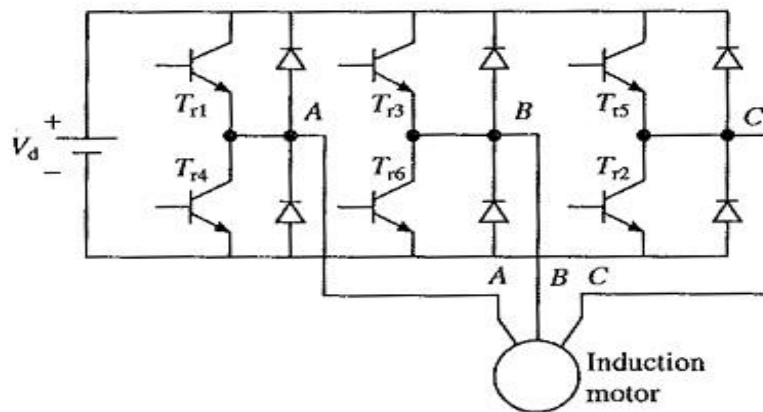 A
B
C
T_r1
T_r3
T_r5
+
V_d
−
T_r4
T_r6
T_r2
A
B
C
Induction
motor